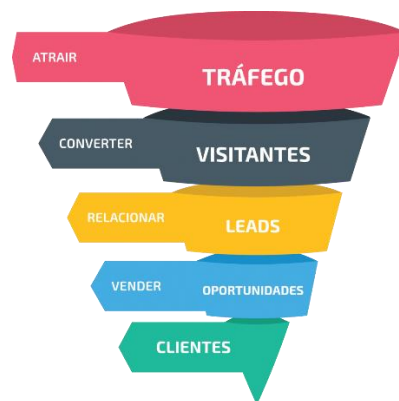 ATRAIR
TRÁFEGO
CONVERTER
VISITANTES
RELACIONAR
LEADS
VENDER
OPORTUNIDADES
CLIENTES